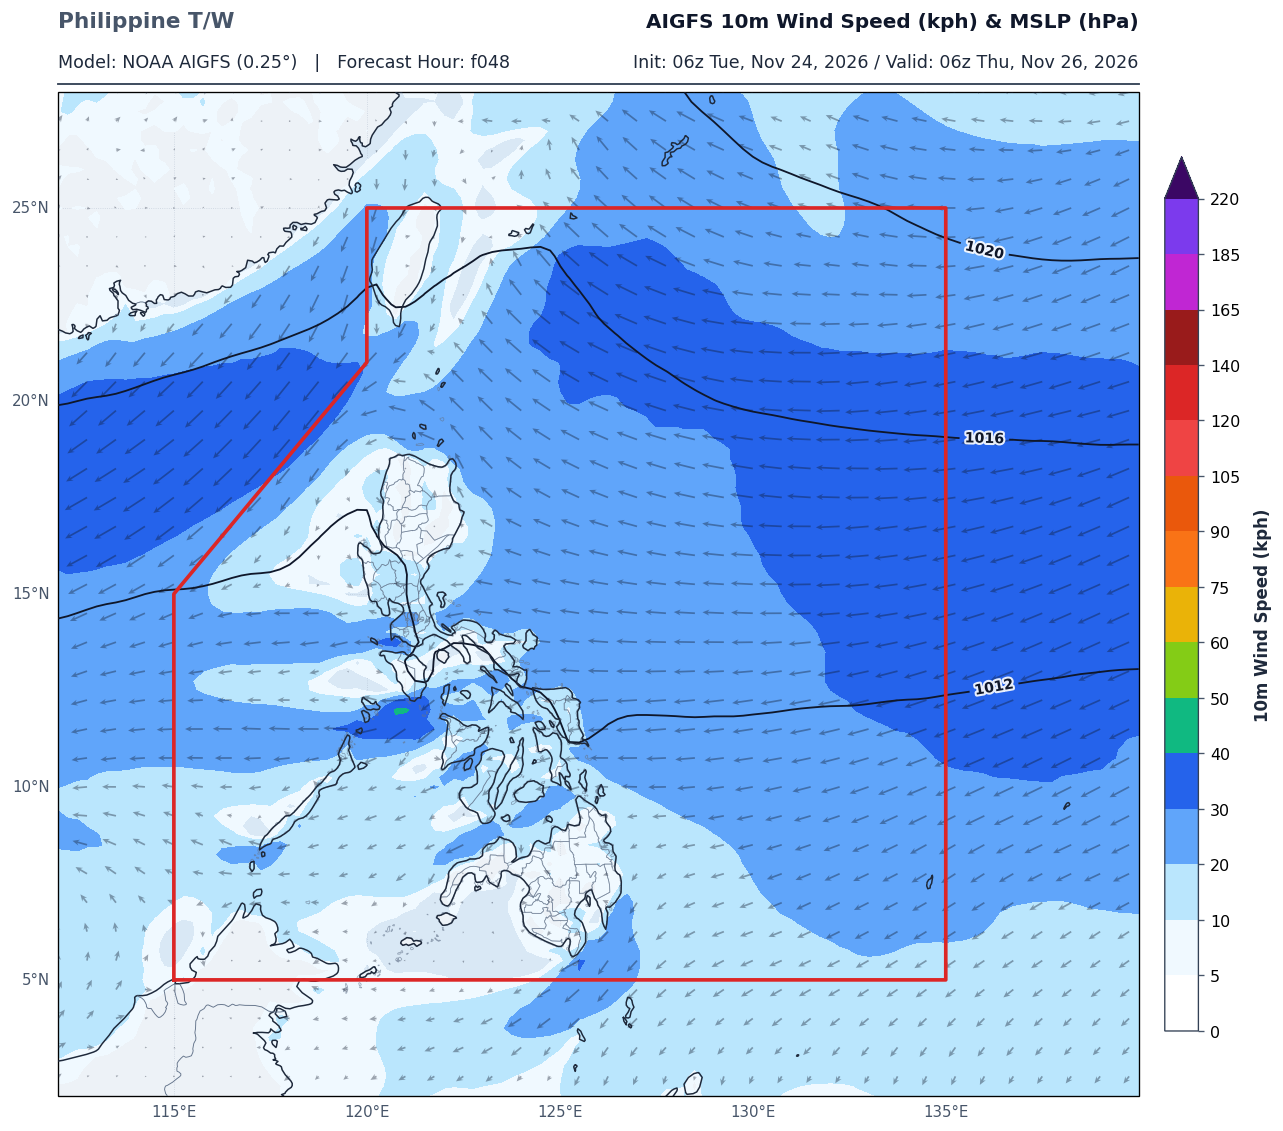 Philippine T/W
AIGFS 10m Wind Speed (kph) & MSLP (hPa)
Model: NOAA AIGFS (0.25°) | Forecast Hour: f048
Init: 06z Tue, Nov 24, 2026 / Valid: 06z Thu, Nov 26, 2026
25°N
20°N
15°N
10°N
5°N
115°E
120°E
125°E
130°E
135°E
1020
1016
1012
220
185
165
140
120
105
90
75
60
50
40
30
20
10
5
0
10m Wind Speed (kph)